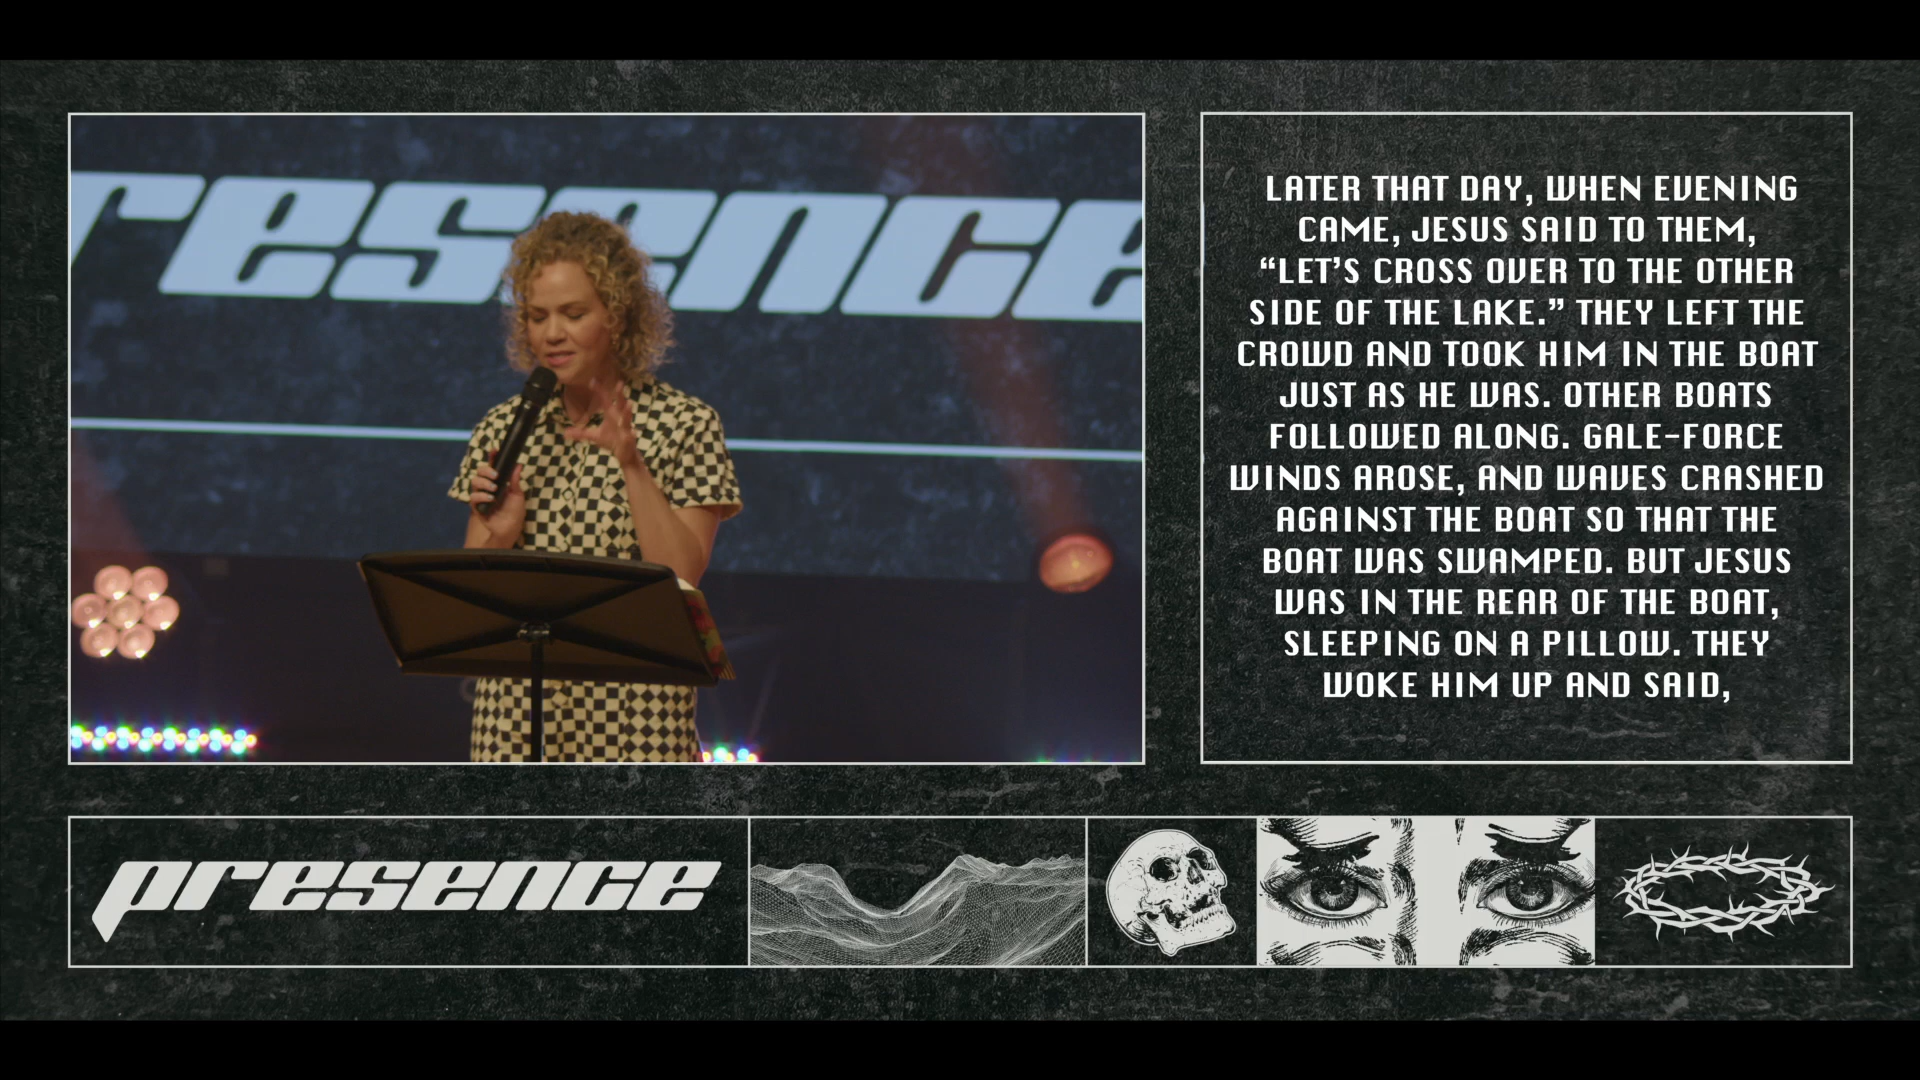 resence
LATER THAT DAY, WHEN EVENING
CAME, JESUS SAID TO THEM,
“LET’S CROSS OVER TO THE OTHER
SIDE OF THE LAKE.” THEY LEFT THE
CROWD AND TOOK HIM IN THE BOAT
JUST AS HE WAS. OTHER BOATS
FOLLOWED ALONG. GALE-FORCE
WINDS AROSE, AND WAVES CRASHED
AGAINST THE BOAT SO THAT THE
BOAT WAS SWAMPED. BUT JESUS
WAS IN THE REAR OF THE BOAT,
SLEEPING ON A PILLOW. THEY
WOKE HIM UP AND SAID,
presence